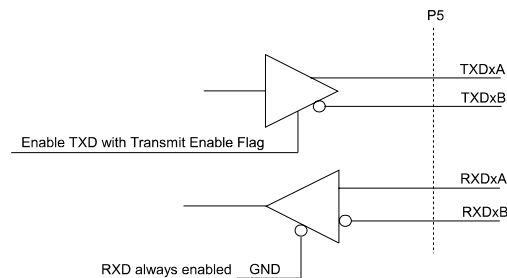 P5
TXDxA
TXDxB
Enable TXD with Transmit Enable Flag
RXDxA
RXDxB
RXD always enabled GND